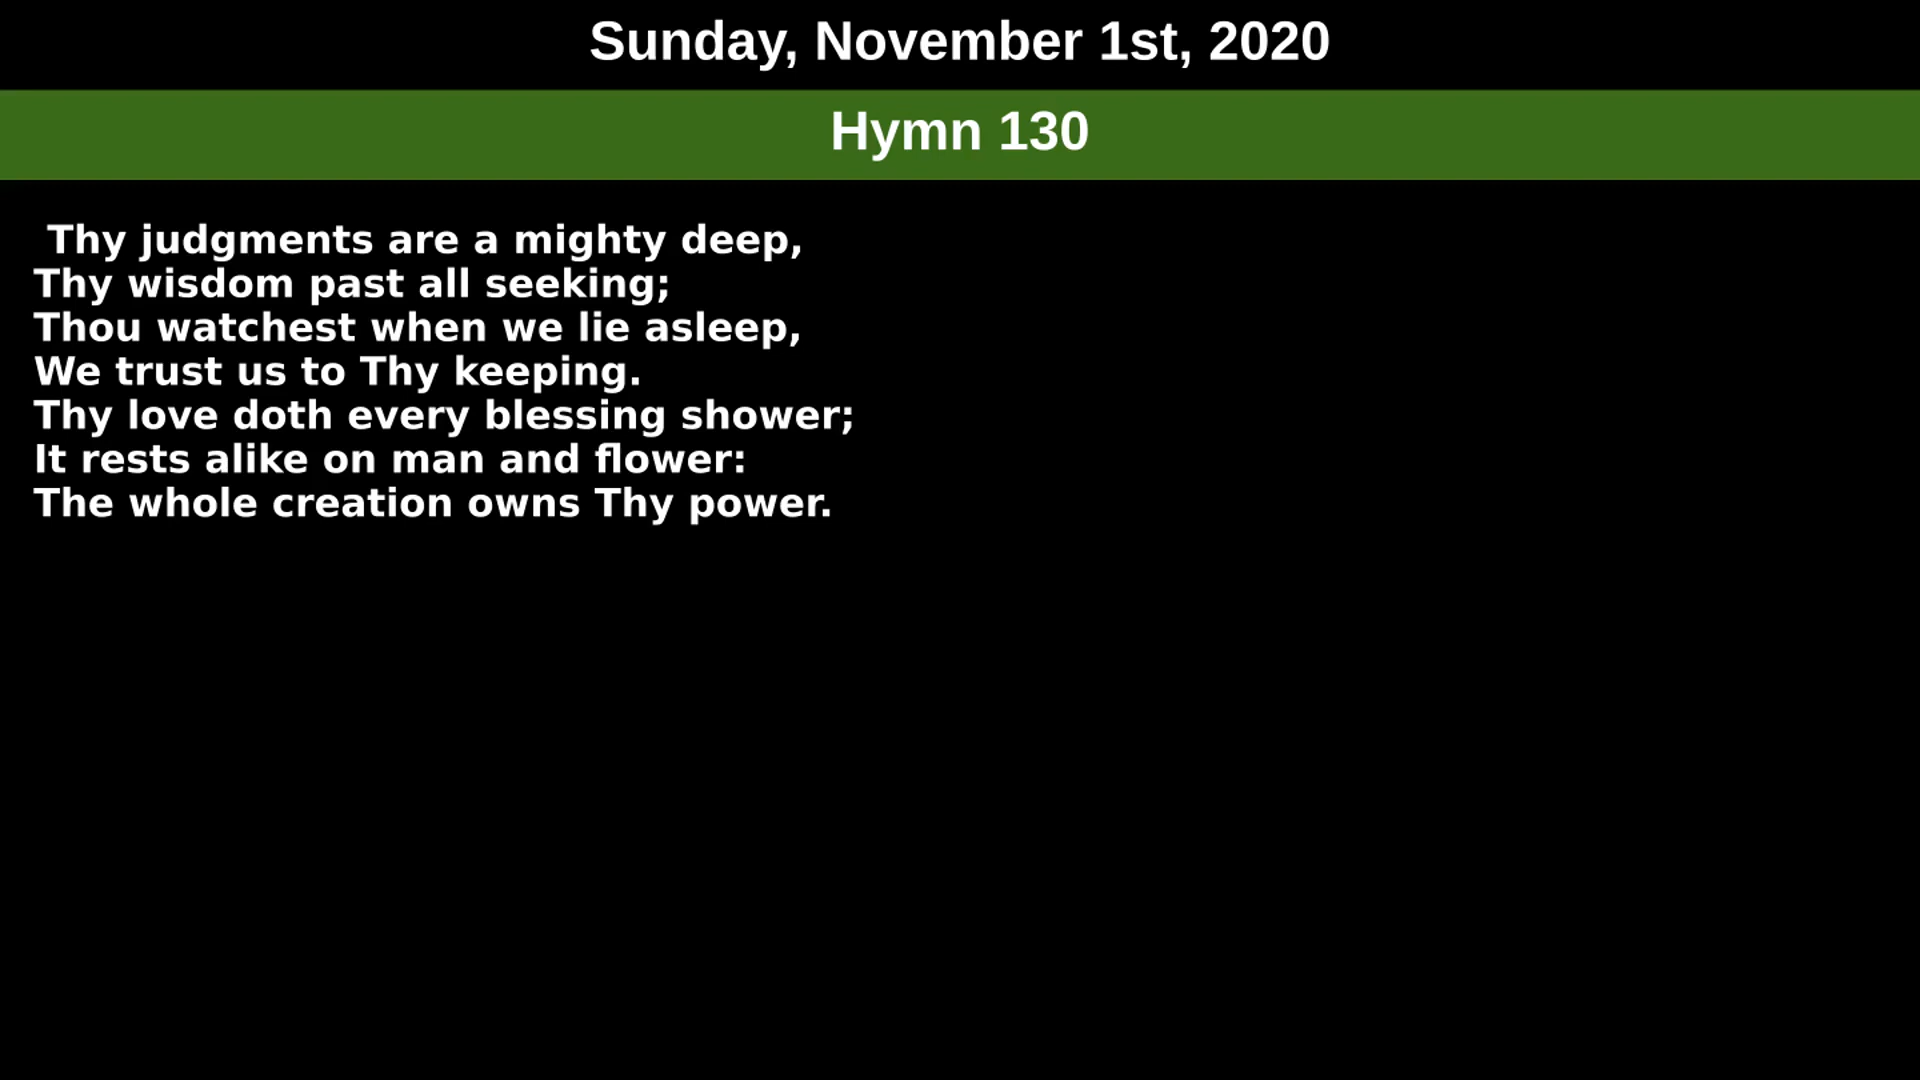 Sunday, November 1st, 2020
Hymn 130
Thy judgments are a mighty deep,
Thy wisdom past all seeking;
Thou watchest when we lie asleep,
We trust us to Thy keeping.
Thy love doth every blessing shower;
It rests alike on man and flower:
The whole creation owns Thy power.